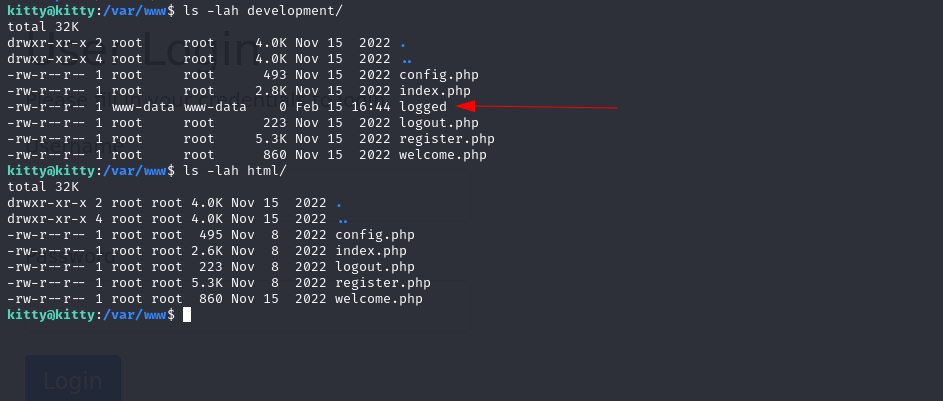 kitty@kitty:/var/www$ ls -lah development/
total 32K
drwxr-xr-x 2 root     root     4.0K Nov 15  2022 .
drwxr-xr-x 4 root     root     4.0K Nov 15  2022 ..
-rw-r--r-- 1 root     root      493 Nov 15  2022 config.php
-rw-r--r-- 1 root     root     2.8K Nov 15  2022 index.php
-rw-r--r-- 1 www-data www-data    0 Feb 15 16:44 logged
-rw-r--r-- 1 root     root      223 Nov 15  2022 logout.php
-rw-r--r-- 1 root     root     5.3K Nov 15  2022 register.php
-rw-r--r-- 1 root     root      860 Nov 15  2022 welcome.php
kitty@kitty:/var/www$ ls -lah html/
total 32K
drwxr-xr-x 2 root root 4.0K Nov 15  2022 .
drwxr-xr-x 4 root root 4.0K Nov 15  2022 ..
-rw-r--r-- 1 root root  495 Nov  8  2022 config.php
-rw-r--r-- 1 root root 2.6K Nov  8  2022 index.php
-rw-r--r-- 1 root root  223 Nov  8  2022 logout.php
-rw-r--r-- 1 root root 5.3K Nov  8  2022 register.php
-rw-r--r-- 1 root root  860 Nov 15  2022 welcome.php
kitty@kitty:/var/www$
User Login
Password
Login